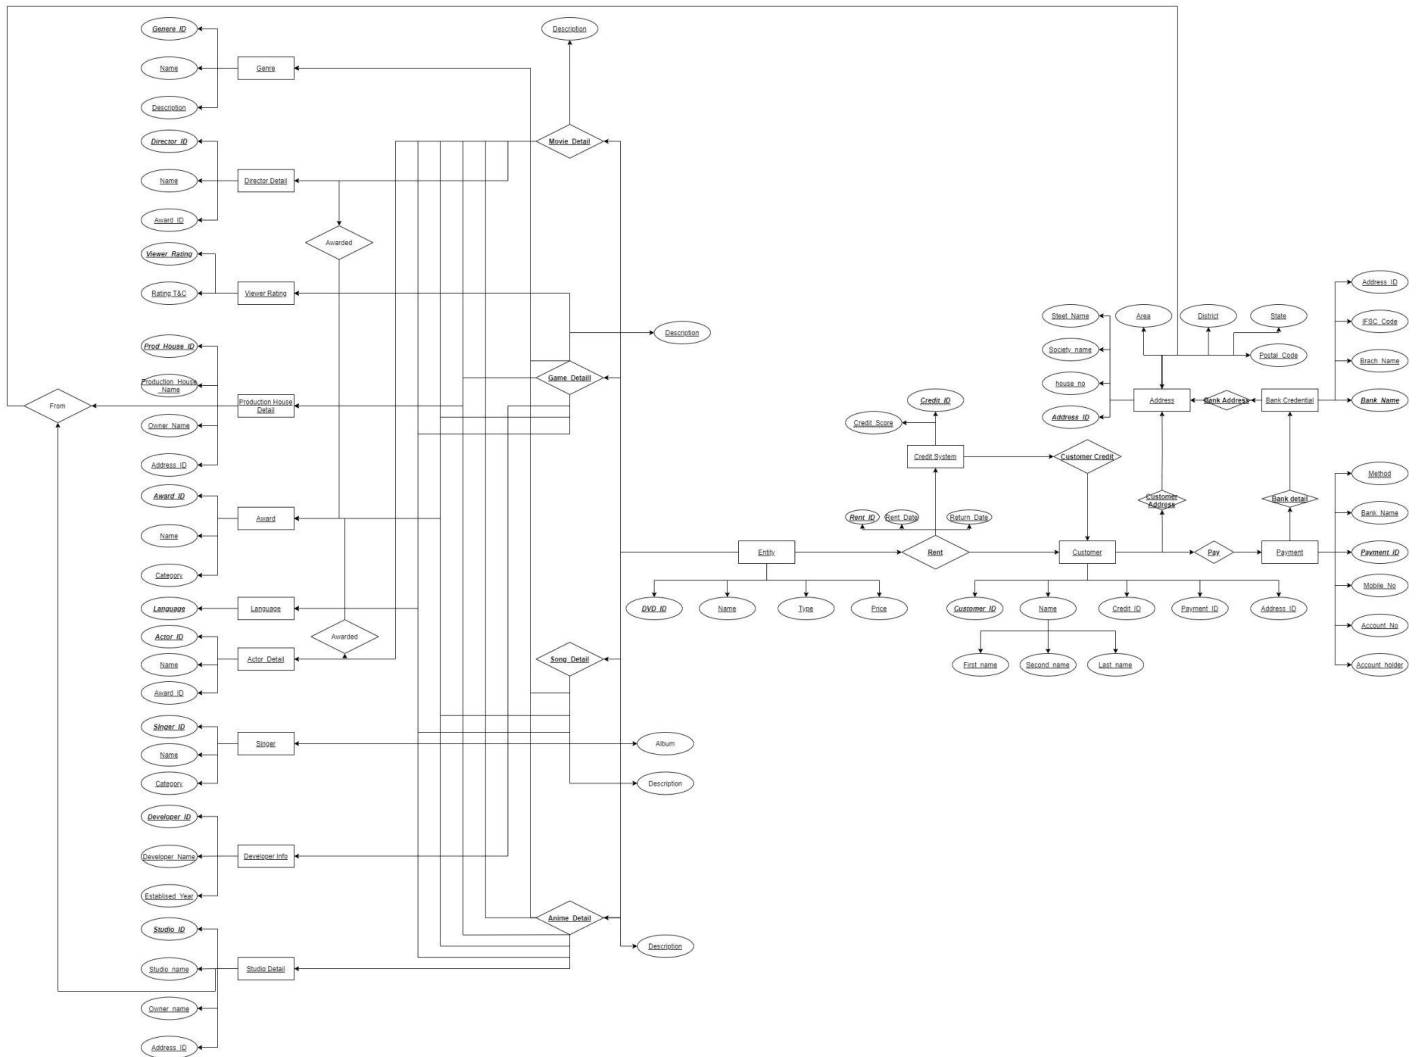 Genere_ID
Name
Description
Genre
Description
Director_ID
Name
Award_ID
Director Detail
Movie_Detail
Awarded
Viewer_Rating
Rating T&C
Viewer Rating
Description
Prod_House_ID
Production_House
_Name
Owner_Name
Address_ID
Production House
Detail
From
Game_Detaill
Award_ID
Name
Category
Award
Language
Language
Actor_ID
Name
Award_ID
Actor_Detail
Awarded
Song_Detail
Singer_ID
Name
Category
Singer
Album
Description
Developer_ID
Developer_Name
Establised_Year
Developer Info
Anime_Detail
Description
Studio_ID
Studio_name
Owner_name
Address_ID
Studio Detail
Entity
DVD_ID
Name
Type
Price
Rent
Rent_ID
Rent_Date
Return_Date
Credit System
Credit_Score
Credit_ID
Customer Credit
Customer
Customer_ID
Name
Credit_ID
Payment_ID
Address_ID
First_name
Second_name
Last_name
Customer
Address
Pay
Payment
Method
Bank_Name
Payment_ID
Mobile_No
Account_No
Account_holder
Bank detail
Bank Credential
Address_ID
IFSC_Code
Brach_Name
Bank_Name
Bank Address
Address
Steet_Name
Society_name
house_no
Address_ID
Area
District
State
Postal_Code